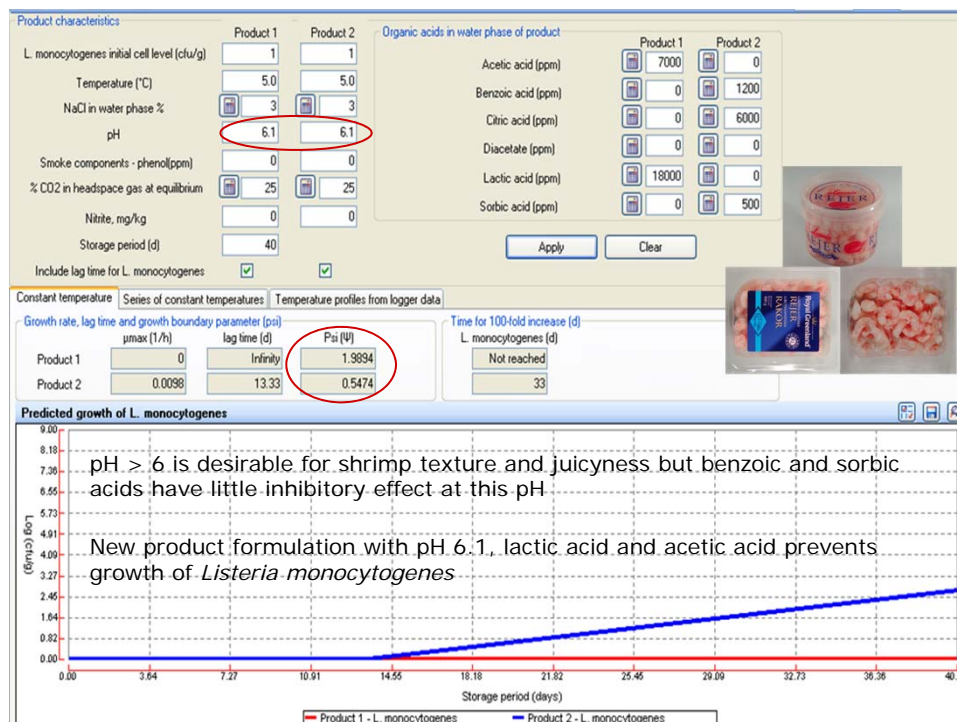 Product characteristics
Product 1 Product 2
L. monocytogenes initial cell level (cfu/g) 1 1
Temperature (°C) 5.0 5.0
NaCl in water phase % 3 3
pH 6.1 6.1
Smoke components - phenol(ppm) 0 0
% CO2 in headspace gas at equilibrium 25 25
Nitrite, mg/kg 0 0
Storage period (d) 40
Include lag time for L. monocytogenes
Organic acids in water phase of product
Product 1 Product 2
Acetic acid (ppm) 7000 0
Benzoic acid (ppm) 0 1200
Citric acid (ppm) 0 6000
Diacetate (ppm) 0 0
Lactic acid (ppm) 18000 0
Sorbic acid (ppm) 0 500
Apply Clear
REJER
REJER
Royal Greenland
REJER
RAKOR
Constant temperature Series of constant temperatures Temperature profiles from logger data
Growth rate, lag time and growth boundary parameter (psi)
µmax (1/h) lag time (d) Psi (Ψ)
Product 1 0 Infinity 1.9894
Product 2 0.0098 13.33 0.5474
Time for 100-fold increase (d)
L. monocytogenes (d)
Not reached
33
Predicted growth of L. monocytogenes
pH > 6 is desirable for shrimp texture and juicyness but benzoic and sorbic
acids have little inhibitory effect at this pH
New product formulation with pH 6.1, lactic acid and acetic acid prevents
growth of Listeria monocytogenes
Log (cfu/g)
9.00
8.18
7.36
6.55
5.73
4.91
4.09
3.27
2.45
1.64
0.82
0.00
0.00 3.64 7.27 10.91 14.55 18.18 21.82 25.45 29.09 32.73 36.36 40.
Storage period (days)
Product 1 - L. monocytogenes Product 2 - L. monocytogenes